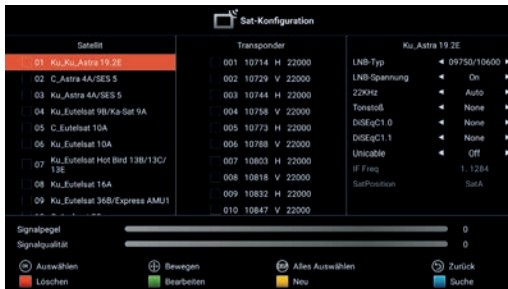 Sat-Konfiguration
Satellit
01 Ku_Ku_Astra 19.2E
02 C_Astra 4A/SES 5
03 Ku_Astra 4A/SES 5
04 Ku_Eutelsat 9B/Ka-Sat 9A
05 C_Eutelsat 10A
06 Ku_Eutelsat 10A
07 Ku_Eutelsat Hot Bird 13B/13C/
13E
08 Ku_Eutelsat 16A
09 Ku_Eutelsat 36B/Express AMU1
Transponder
001 10714 H 22000
002 10729 V 22000
003 10744 H 22000
004 10758 V 22000
005 10773 H 22000
006 10788 V 22000
007 10803 H 22000
008 10818 V 22000
009 10832 H 22000
010 10847 V 22000
Ku_Astra 19.2E
LNB-Typ 09750/10600
LNB-Spannung On
22KHz Auto
Tonstoß None
DiSEqC1.0 None
DiSEqC1.1 None
Unicable Off
IF Freq 1. 1284
SatPosition SatA
Signalpegel 0
Signalqualität 0
OK Auswählen Bewegen Alles Auswählen Zurück
Löschen Bearbeiten Neu Suche